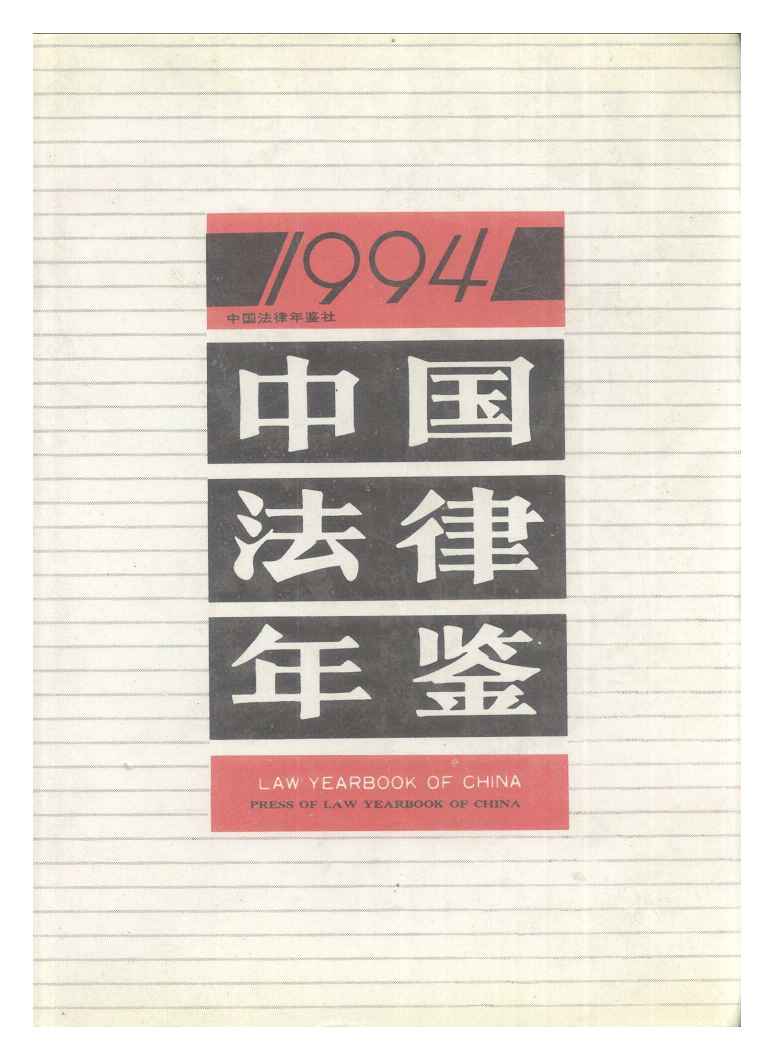 1994
中国法律年鉴社
中国
法律
年鉴
LAW YEARBOOK OF CHINA
PRESS OF LAW YEARBOOK OF CHINA